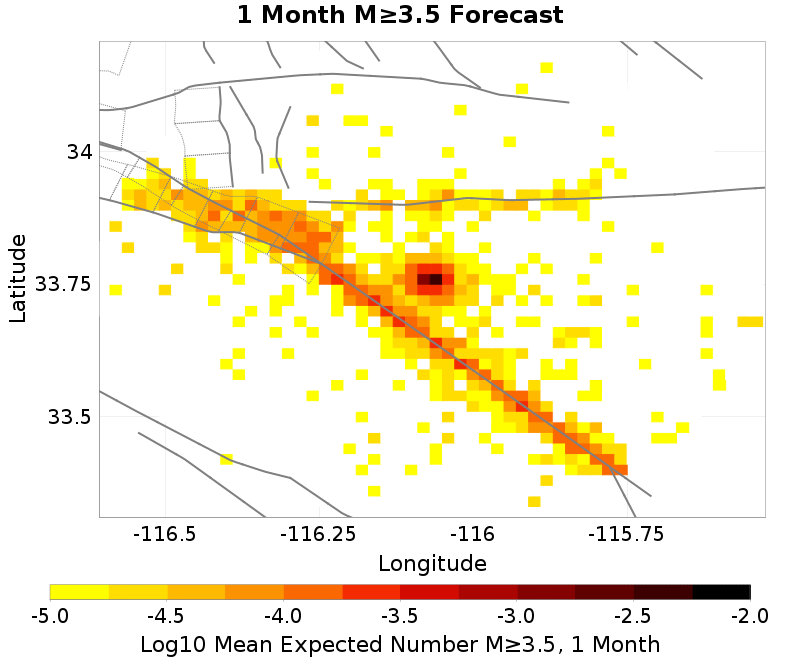 1 Month M≥3.5 Forecast
34
33.75
33.5
Latitude
-116.5 -116.25 -116 -115.75
Longitude
-5.0 -4.5 -4.0 -3.5 -3.0 -2.5 -2.0
Log10 Mean Expected Number M≥3.5, 1 Month